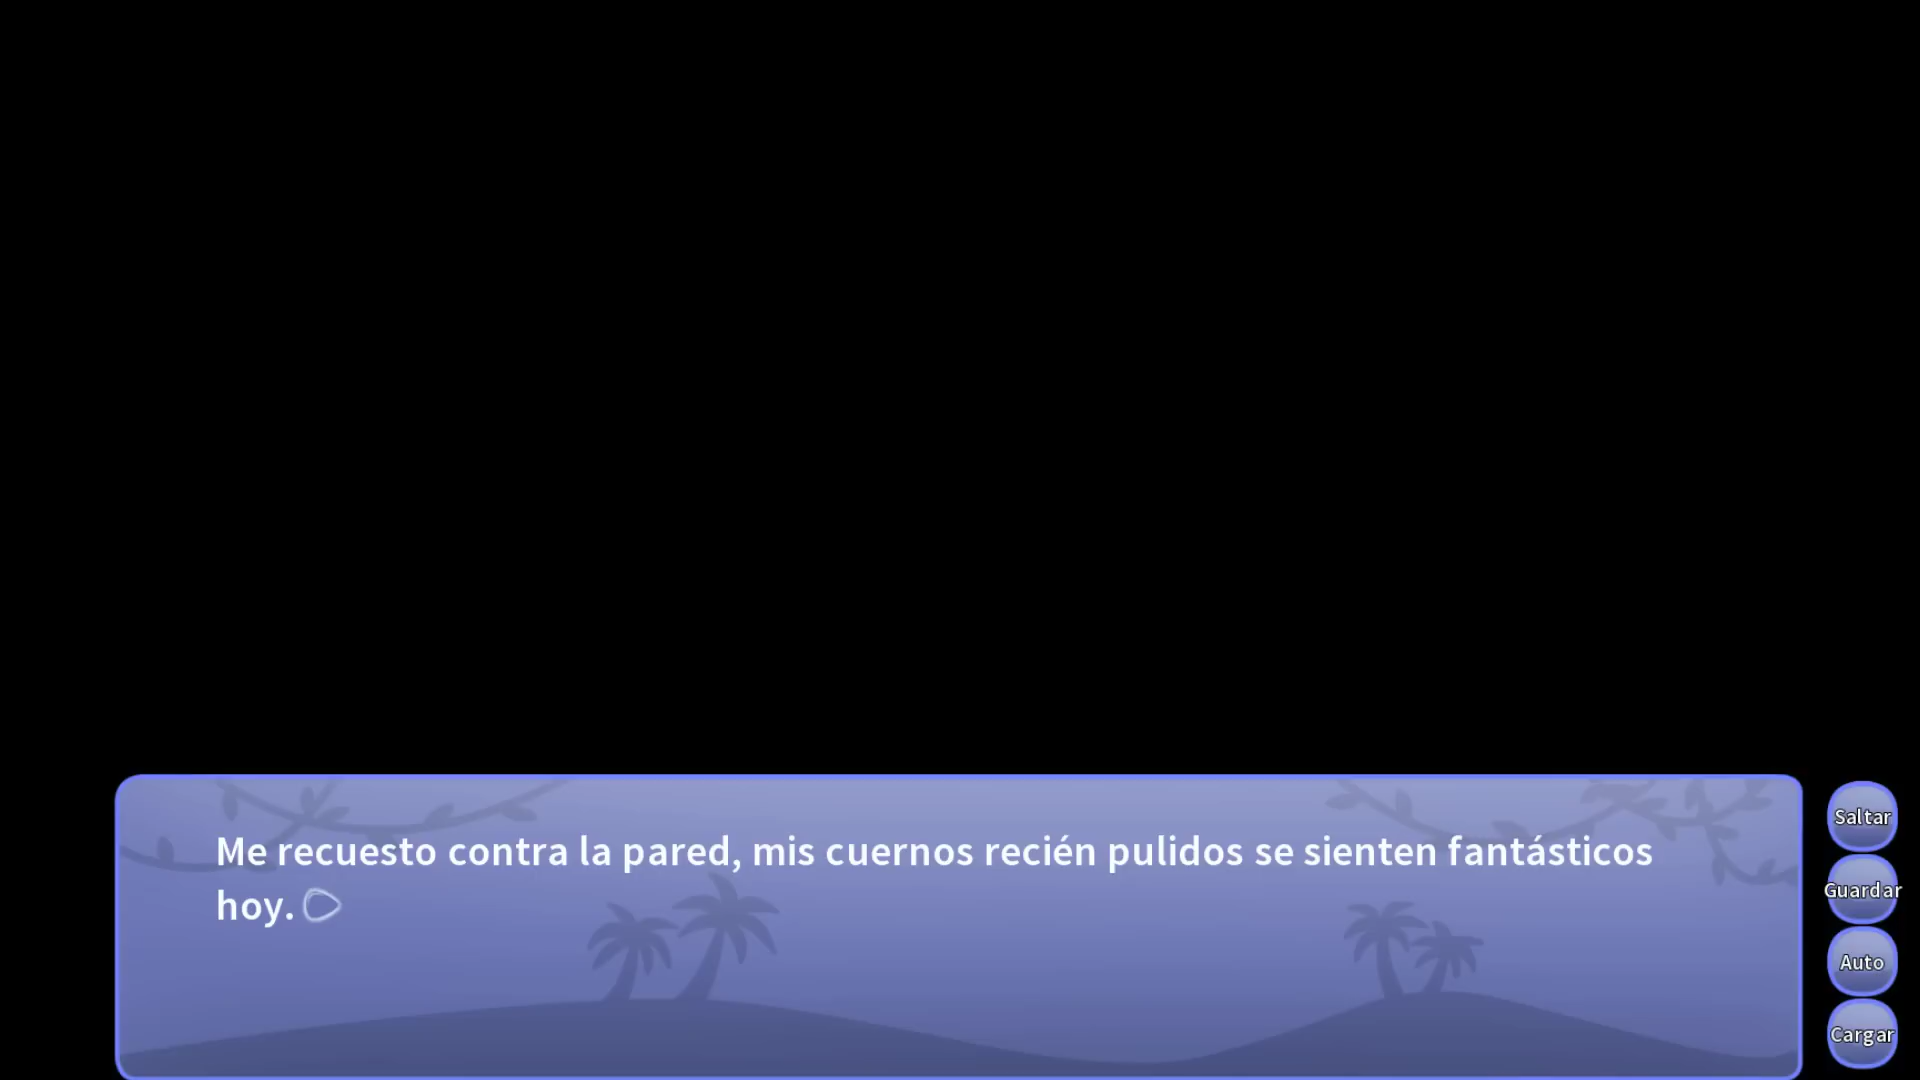 Me recuesto contra la pared, mis cuernos recién pulidos se sienten fantásticos
hoy.
Saltar
Guardar
Auto
Cargar